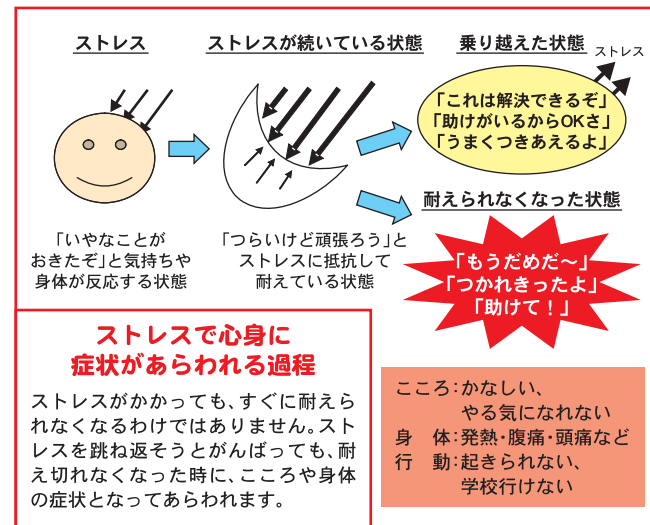 ストレス
ストレスが続いている状態
乗り越えた状態
ストレス
「これは解決できるぞ」
「助けがいるからOKさ」
「うまくつきあえるよ」
耐えられなくなった状態
「いやなことが
おきたぞ」と気持ちや
身体が反応する状態
「つらいけど頑張ろう」と
ストレスに抵抗して
耐えている状態
「もうだめだ〜」
「つかれきったよ」
「助けて！」
ストレスで心身に
症状があらわれる過程
ストレスがかかっても、すぐに耐えら
れなくなるわけではありません。スト
レスを跳ね返そうとがんばっても、耐
え切れなくなった時に、こころや身体
の症状となってあらわれます。
こころ：かなしい、
やる気になれない
身　体：発熱・腹痛・頭痛など
行　動：起きられない、
学校行けない